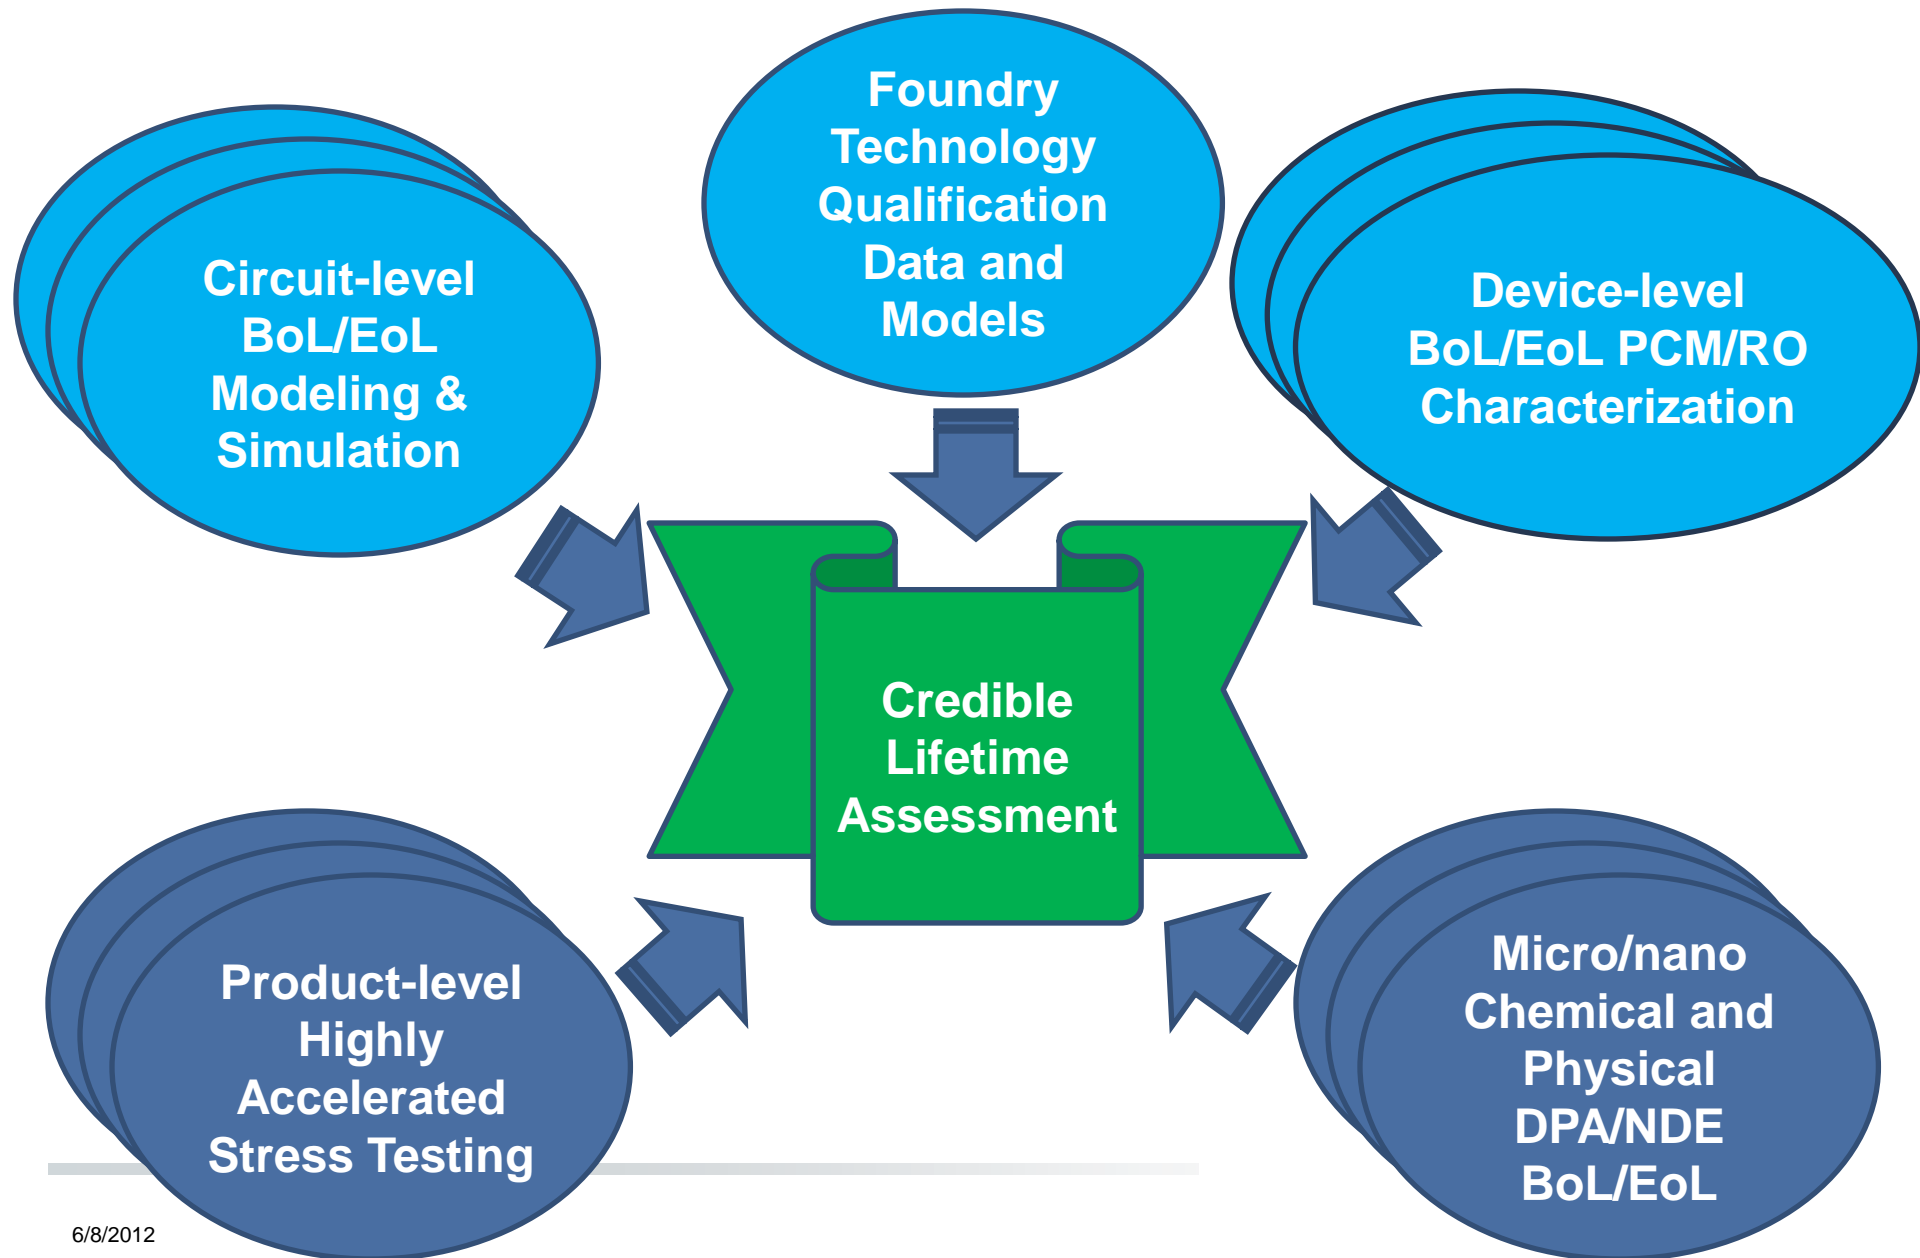 Foundry
Technology
Qualification
Data and
Models
Circuit-level
BoL/EoL
Modeling &
Simulation
Device-level
BoL/EoL PCM/RO
Characterization
Credible
Lifetime
Assessment
Product-level
Highly
Accelerated
Stress Testing
Micro/nano
Chemical and
Physical
DPA/NDE
BoL/EoL
6/8/2012